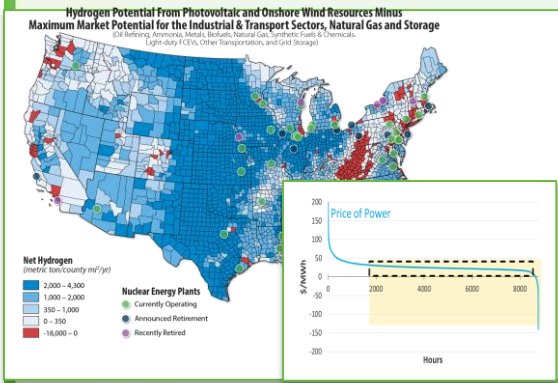 Hydrogen Potential From Photovoltaic and Onshore Wind Resources Minus
Maximum Market Potential for the Industrial & Transport Sectors, Natural Gas and Storage
(Oil Refining, Ammonia, Metals, Biofuels, Natural Gas, Synthetic Fuels & Chemicals,
Light-duty FCEVs, Other Transportation, and Grid Storage)
Net Hydrogen
(metric ton/county mi²/yr)
2,000 – 4,300
1,000 – 2,000
350 – 1,000
0 – 350
-18,000 – 0
Nuclear Energy Plants
Currently Operating
Announced Retirement
Recently Retired
Price of Power
$/MWh
200
150
100
50
0
-50
-100
-150
-200
0 2000 4000 6000 8000
Hours